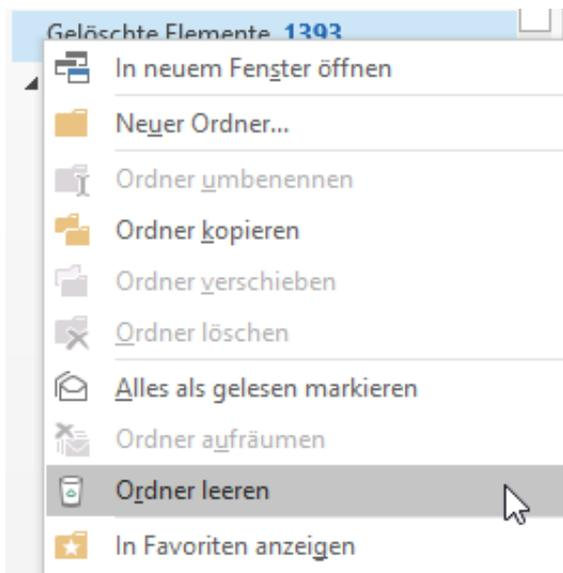 Gelöschte Elemente 1393
In neuem Fenster öffnen
Neuer Ordner...
Ordner umbenennen
Ordner kopieren
Ordner verschieben
Ordner löschen
Alles als gelesen markieren
Ordner aufräumen
Ordner leeren
In Favoriten anzeigen